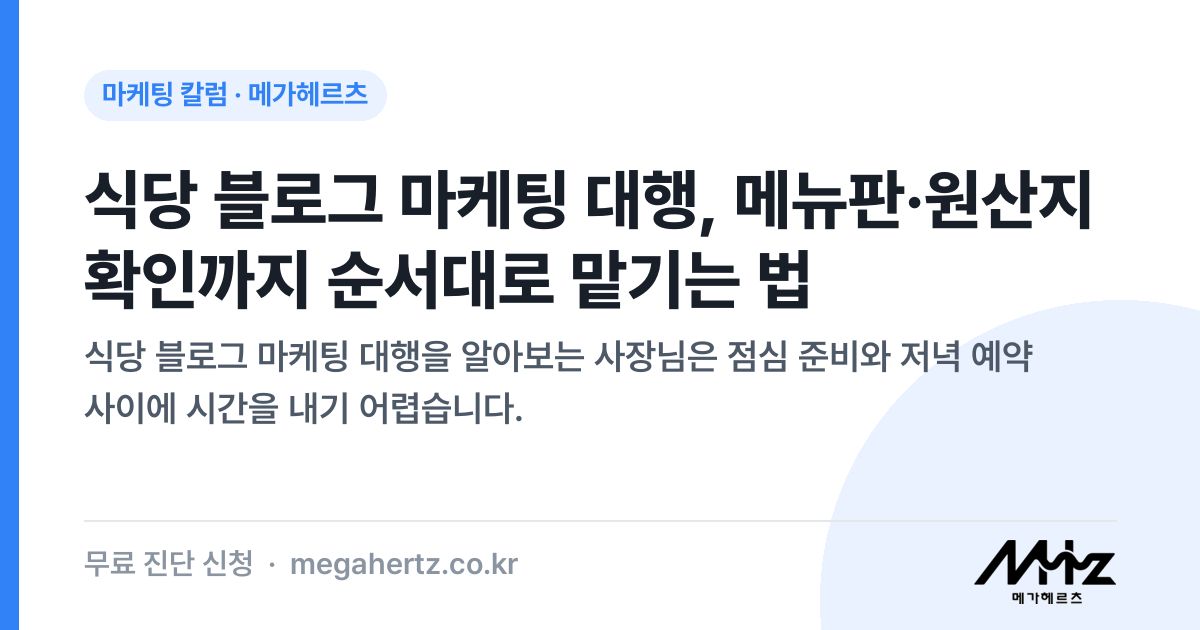 마케팅 칼럼 · 메가헤르츠
식당 블로그 마케팅 대행, 메뉴판·원산지
확인까지 순서대로 맡기는 법
식당 블로그 마케팅 대행을 알아보는 사장님은 점심 준비와 저녁 예약
사이에 시간을 내기 어렵습니다.
무료 진단 신청 · megahertz.co.kr
MHz
메가헤르츠